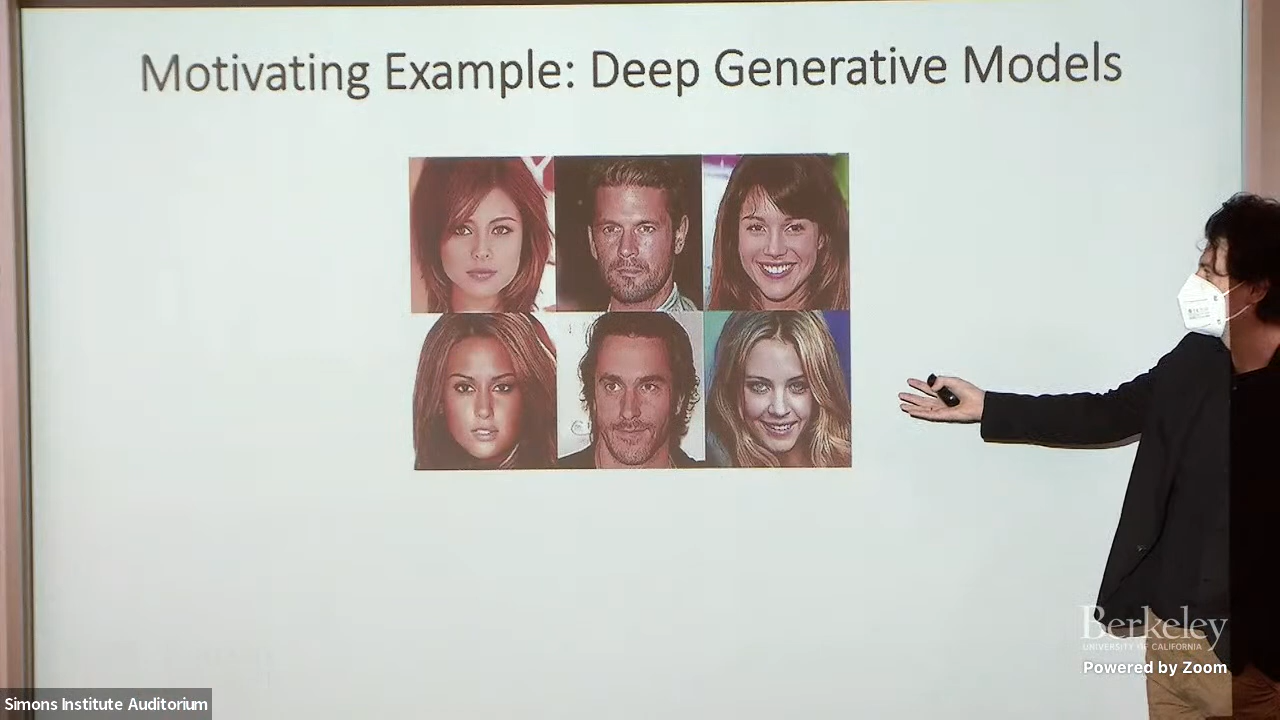 Motivating Example: Deep Generative Models
Berkeley
UNIVERSITY OF CALIFORNIA
Powered by Zoom
Simons Institute Auditorium